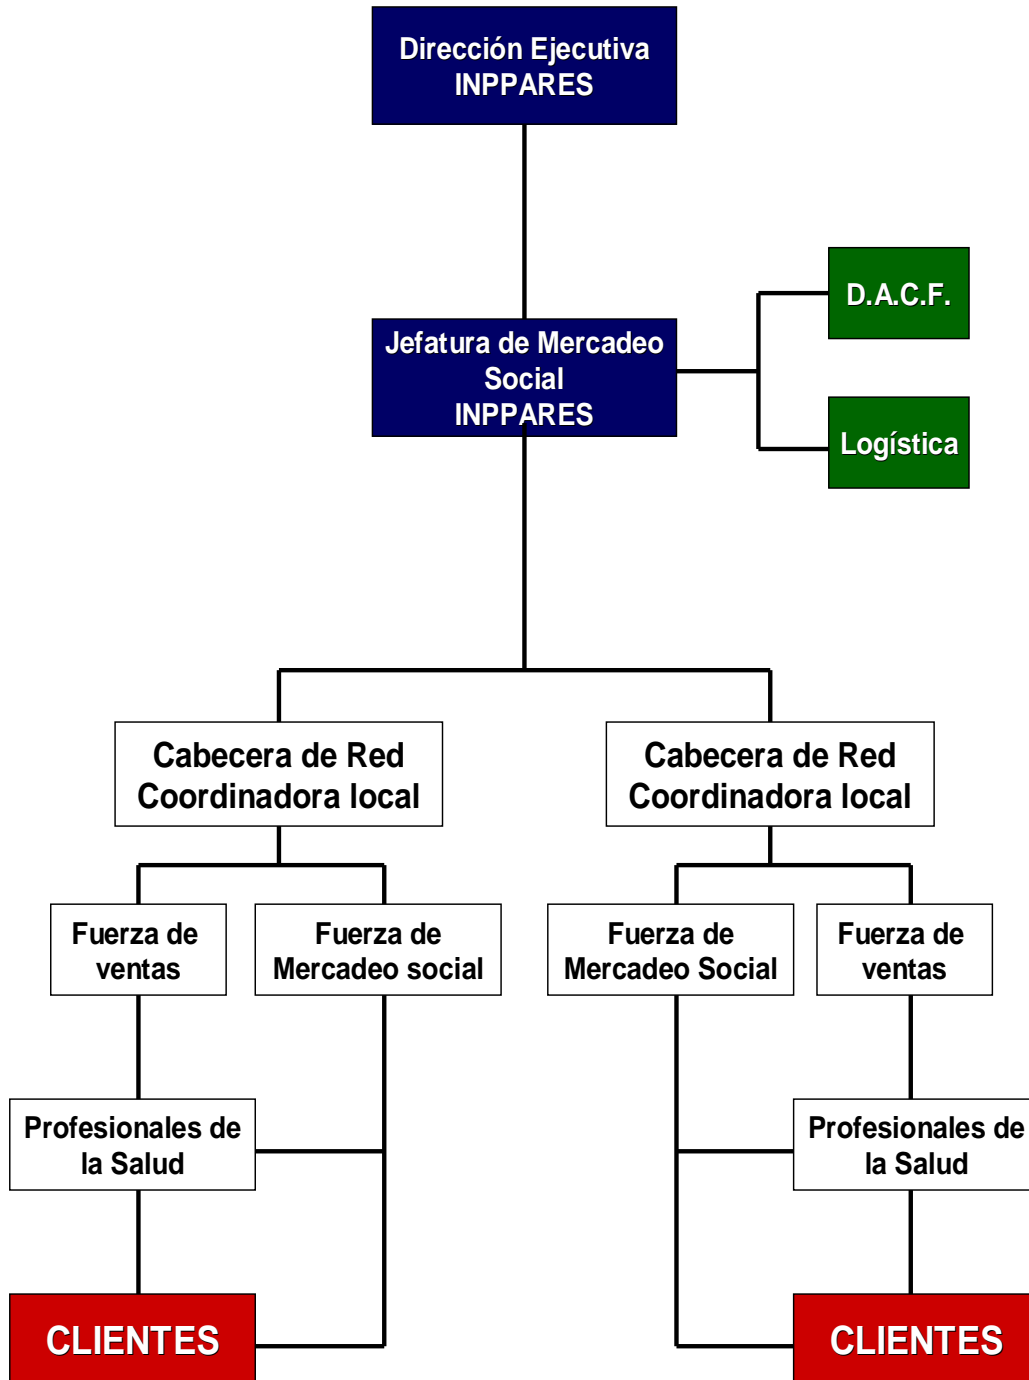 Dirección Ejecutiva
INPPARES
D.A.C.F.
Jefatura de Mercadeo
Social
INPPARES
Logística
Cabecera de Red
Coordinadora local
Cabecera de Red
Coordinadora local
Fuerza de
ventas
Fuerza de
Mercadeo social
Fuerza de
Mercadeo Social
Fuerza de
ventas
Profesionales de
la Salud
Profesionales de
la Salud
CLIENTES
CLIENTES